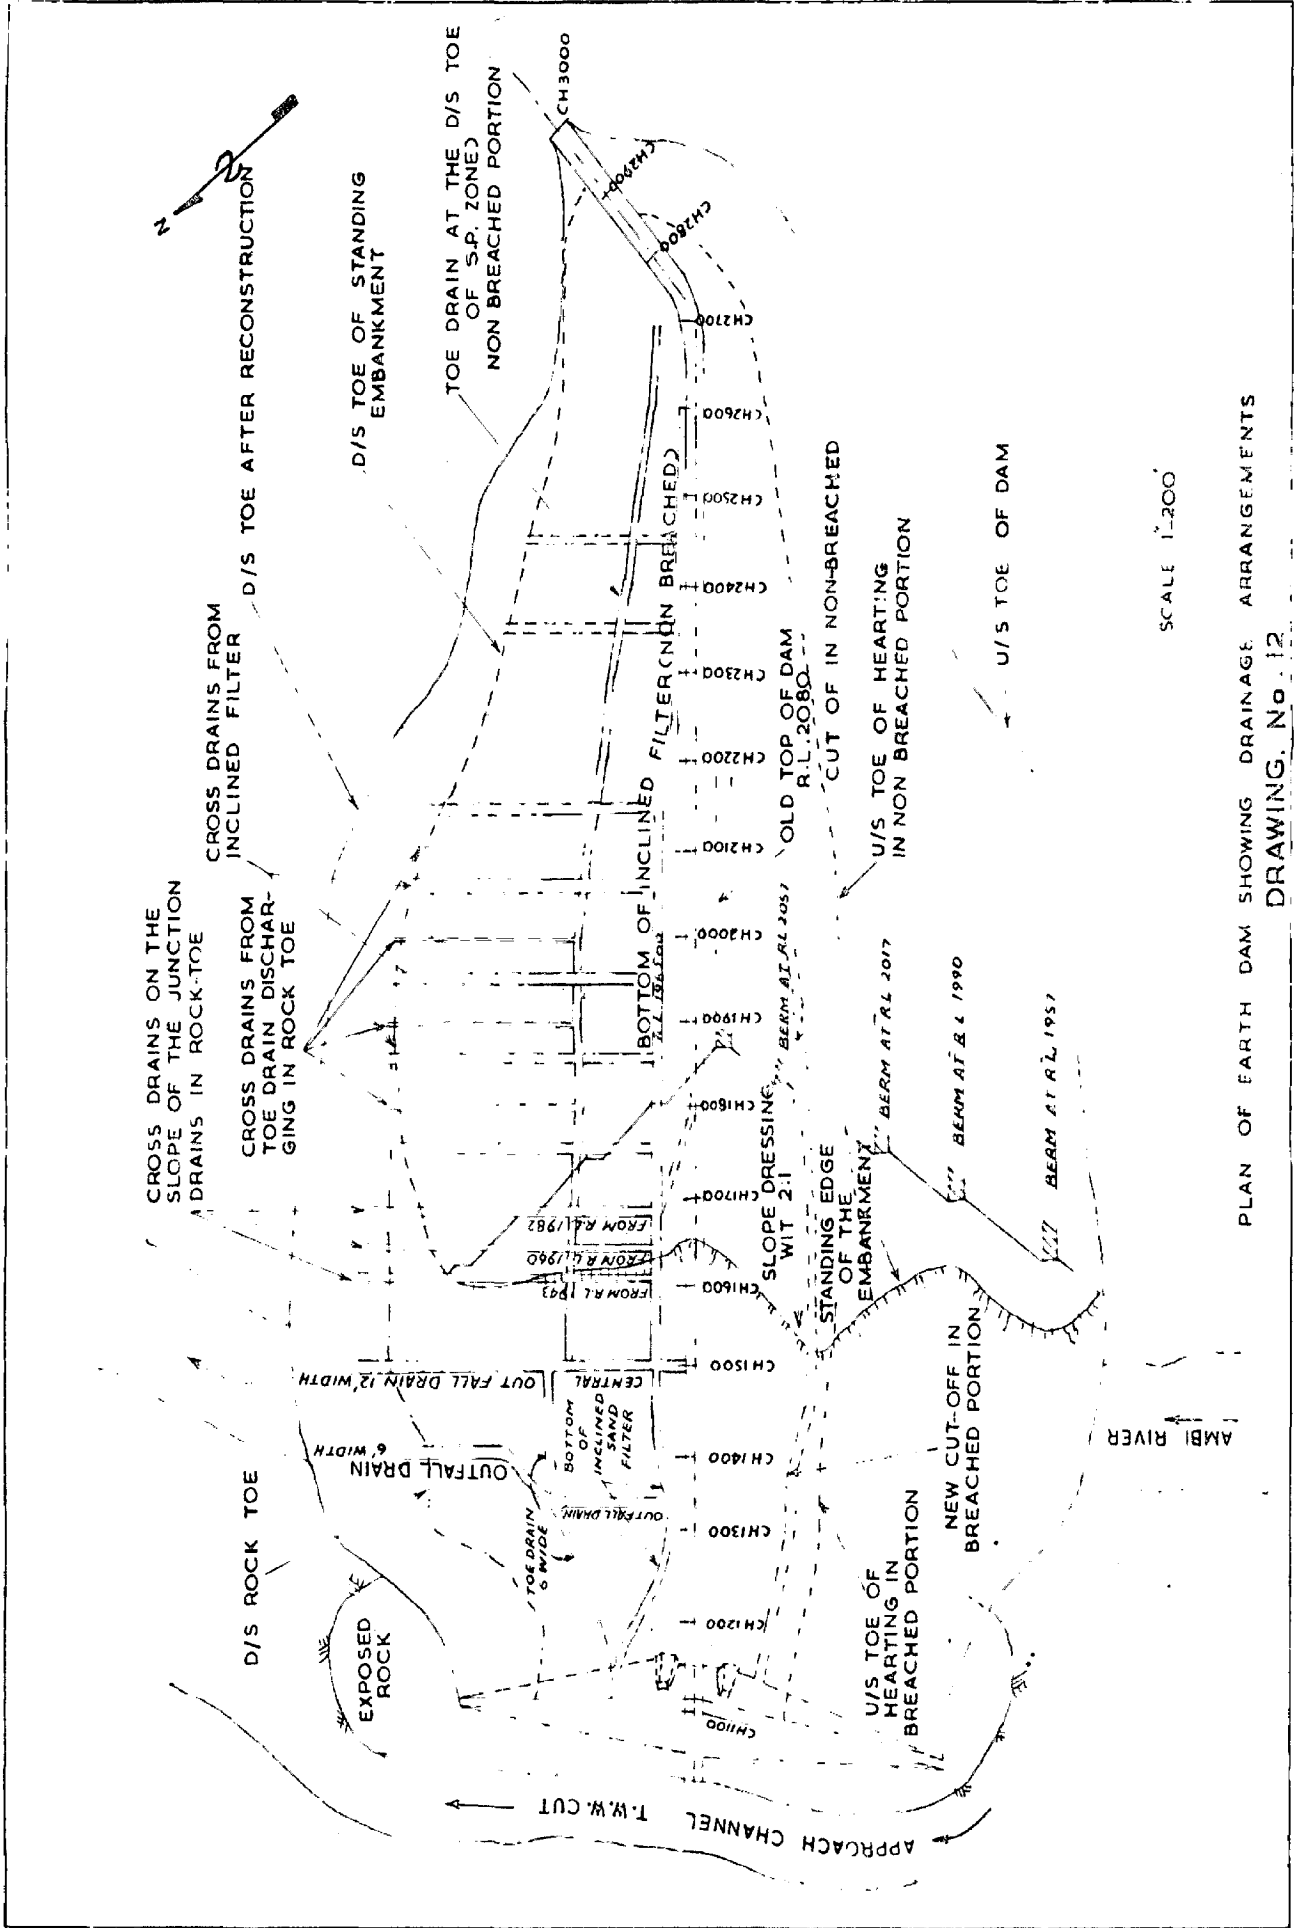 CROSS DRAINS ON THE
SLOPE OF THE JUNCTION
DRAINS IN ROCK-TOE
CROSS DRAINS FROM
INCLINED FILTER
CROSS DRAINS FROM
TOE DRAIN DISCHAR-
GING IN ROCK TOE
D/S TOE AFTER RECONSTRUCTION
N
D/S TOE OF STANDING
EMBANKMENT
TOE DRAIN AT THE D/S TOE
OF S.P. ZONE)
NON BREACHED PORTION
D/S ROCK TOE
EXPOSED
ROCK
OUTFALL DRAIN
6' WIDTH
OUT FALL DRAIN 12' WIDTH
CENTRAL
TOE DRAIN
6 WIDE
BOTTOM
OF
INCLINED
SAND
FILTER
OUTFALL DRAIN
FROM R.L 1943
FROM R.L 1960
FROM R.L 1982
BOTTOM OF INCLINED FILTER (NON BREACHED)
CH1100
CH1200
CH1300
CH1400
CH1500
CH1600
CH1700
CH1800
CH1900
CH2000
CH2100
CH2200
CH2300
CH2400
CH2500
CH2600
CH2700
CH2800
CH2900
CH3000
OLD TOP OF DAM
R.L. 2080
CUT OF IN NON-BREACHED
BERM AT R.L 2057
SLOPE DRESSING
WIT 2:1
STANDING EDGE
OF THE
EMBANKMENT
BERM AT RL 2017
BERM AT R L 1990
BERM AT R L 1957
U/S TOE OF HEARTING
IN NON BREACHED PORTION
U/S TOE OF DAM
U/S TOE OF
HEARTING IN
BREACHED PORTION
NEW CUT-OFF IN
BREACHED PORTION
APPROACH CHANNEL T.W.W. CUT
AMBI RIVER
SCALE 1"-200'
PLAN OF EARTH DAM SHOWING DRAINAGE ARRANGEMENTS
DRAWING. No. 12